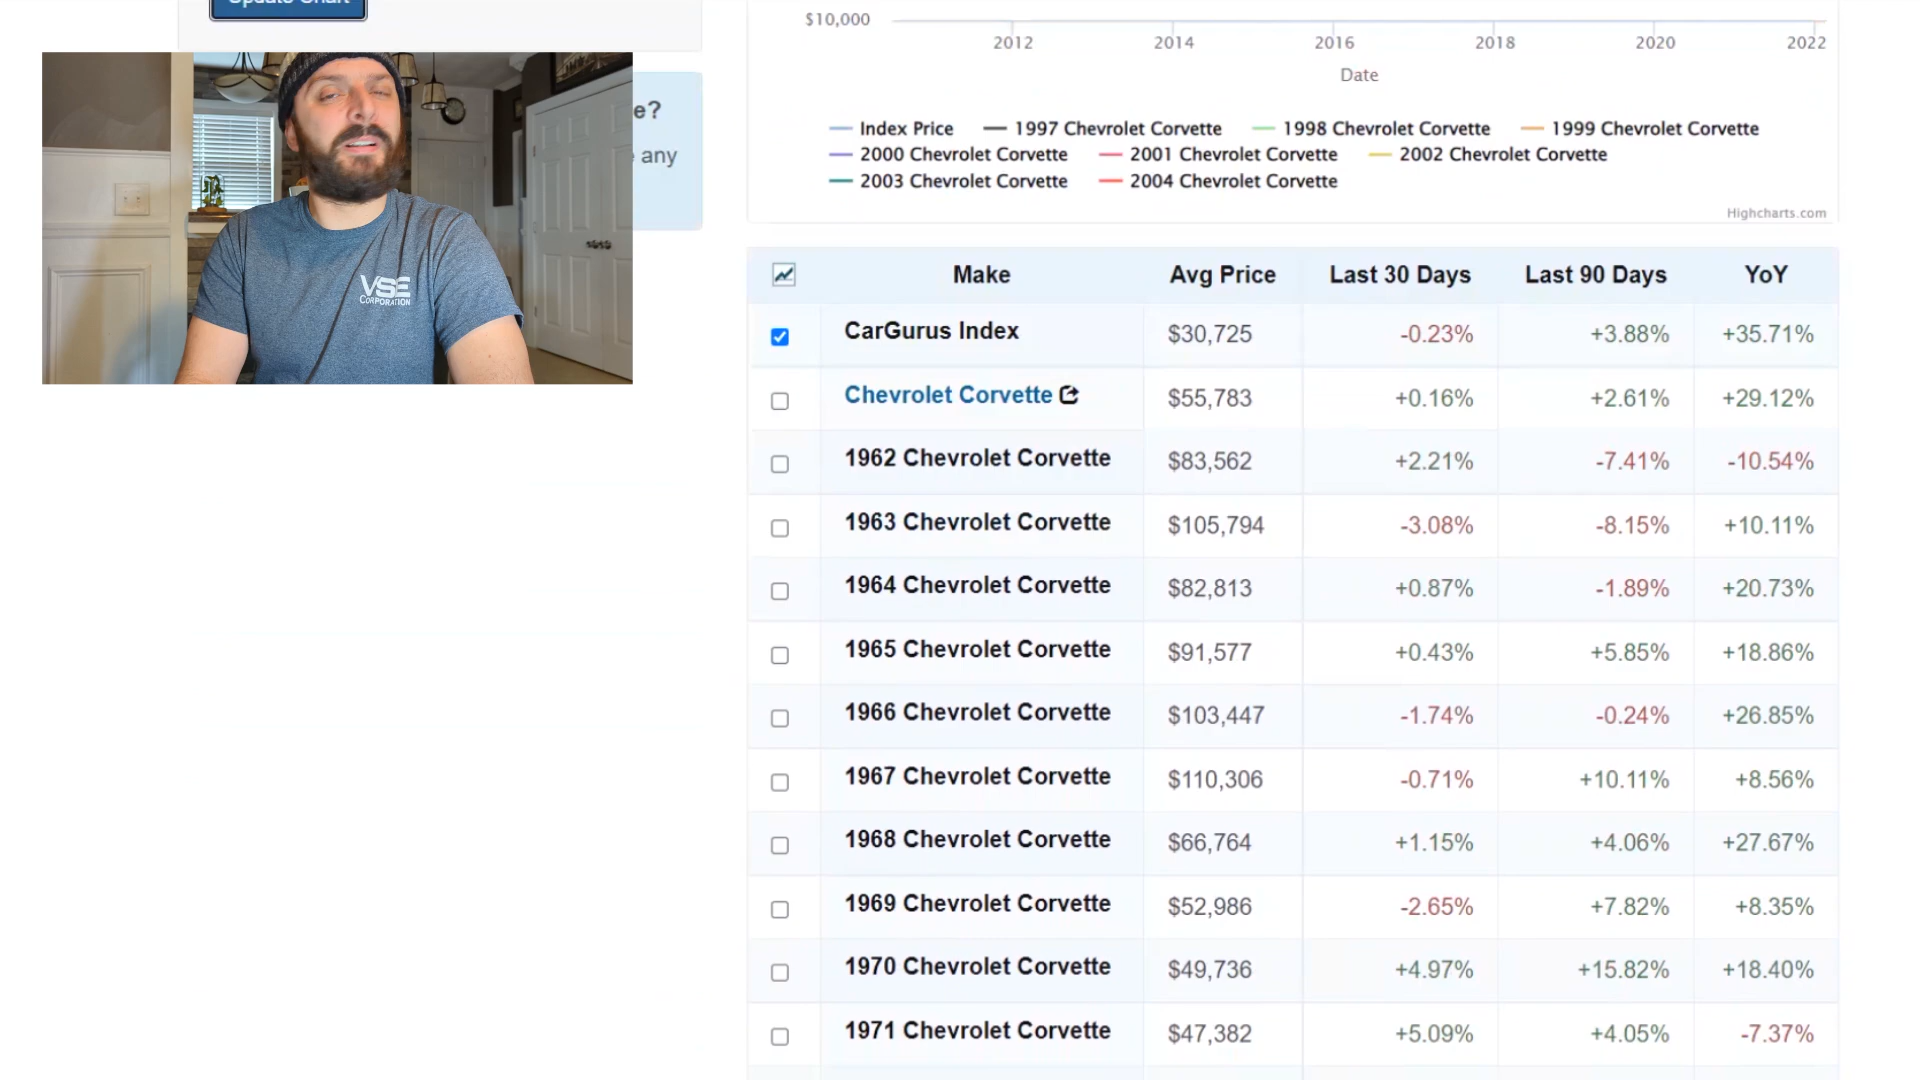 Update Chart
$10,000
2012 2014 2016 2018 2020 2022
Date
e?
any
VSE
CORPORATION
Index Price 1997 Chevrolet Corvette 1998 Chevrolet Corvette 1999 Chevrolet Corvette
2000 Chevrolet Corvette 2001 Chevrolet Corvette 2002 Chevrolet Corvette
2003 Chevrolet Corvette 2004 Chevrolet Corvette
Highcharts.com
Make Avg Price Last 30 Days Last 90 Days YoY
CarGurus Index $30,725 -0.23% +3.88% +35.71%
Chevrolet Corvette $55,783 +0.16% +2.61% +29.12%
1962 Chevrolet Corvette $83,562 +2.21% -7.41% -10.54%
1963 Chevrolet Corvette $105,794 -3.08% -8.15% +10.11%
1964 Chevrolet Corvette $82,813 +0.87% -1.89% +20.73%
1965 Chevrolet Corvette $91,577 +0.43% +5.85% +18.86%
1966 Chevrolet Corvette $103,447 -1.74% -0.24% +26.85%
1967 Chevrolet Corvette $110,306 -0.71% +10.11% +8.56%
1968 Chevrolet Corvette $66,764 +1.15% +4.06% +27.67%
1969 Chevrolet Corvette $52,986 -2.65% +7.82% +8.35%
1970 Chevrolet Corvette $49,736 +4.97% +15.82% +18.40%
1971 Chevrolet Corvette $47,382 +5.09% +4.05% -7.37%